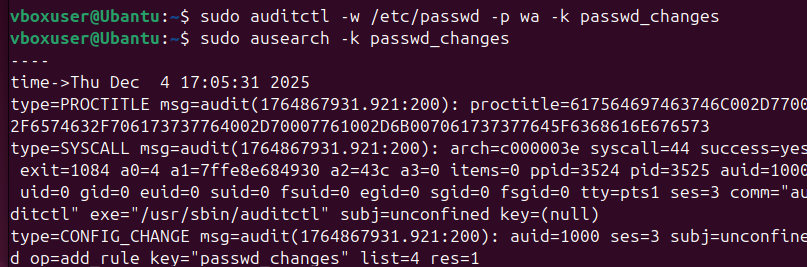 vboxuser@Ubuntu:~$ sudo auditctl -w /etc/passwd -p wa -k passwd_changes
vboxuser@Ubuntu:~$ sudo ausearch -k passwd_changes
----
time->Thu Dec  4 17:05:31 2025
type=PROCTITLE msg=audit(1764867931.921:200): proctitle=617564697463746C002D7700
2F6574632F706173737764002D70007761002D6B007061737377645F6368616E676573
type=SYSCALL msg=audit(1764867931.921:200): arch=c000003e syscall=44 success=yes
 exit=1084 a0=4 a1=7ffe8e684930 a2=43c a3=0 items=0 ppid=3524 pid=3525 auid=1000
 uid=0 gid=0 euid=0 suid=0 fsuid=0 egid=0 sgid=0 fsgid=0 tty=pts1 ses=3 comm="au
ditctl" exe="/usr/sbin/auditctl" subj=unconfined key=(null)
type=CONFIG_CHANGE msg=audit(1764867931.921:200): auid=1000 ses=3 subj=unconfine
d op=add_rule key="passwd_changes" list=4 res=1